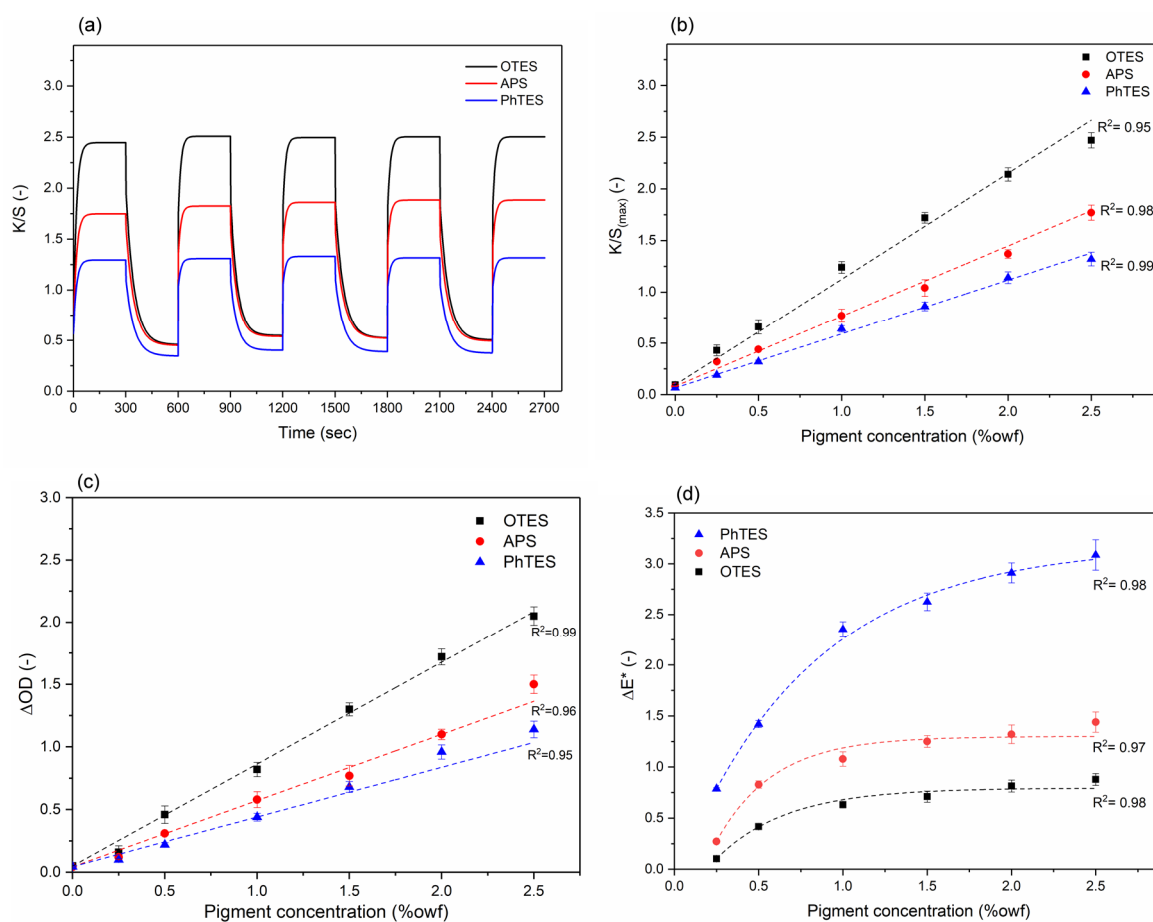 (a)
OTES
APS
PhTES
3.0
2.5
2.0
1.5
1.0
0.5
0.0
K/S (-)
0 300 600 900 1200 1500 1800 2100 2400 2700
Time (sec)
(b)
OTES
APS
PhTES
3.0
2.5
2.0
1.5
1.0
0.5
0.0
K/S(max) (-)
R²= 0.95
R²= 0.98
R²= 0.99
0.0 0.5 1.0 1.5 2.0 2.5
Pigment concentration (%owf)
(c)
OTES
APS
PhTES
3.0
2.5
2.0
1.5
1.0
0.5
0.0
ΔOD (-)
R²=0.99
R²=0.96
R²=0.95
0.0 0.5 1.0 1.5 2.0 2.5
Pigment concentration (%owf)
(d)
PhTES
APS
OTES
3.5
3.0
2.5
2.0
1.5
1.0
0.5
0.0
ΔE* (-)
R²= 0.98
R²= 0.97
R²= 0.98
0.0 0.5 1.0 1.5 2.0 2.5
Pigment concentration (%owf)